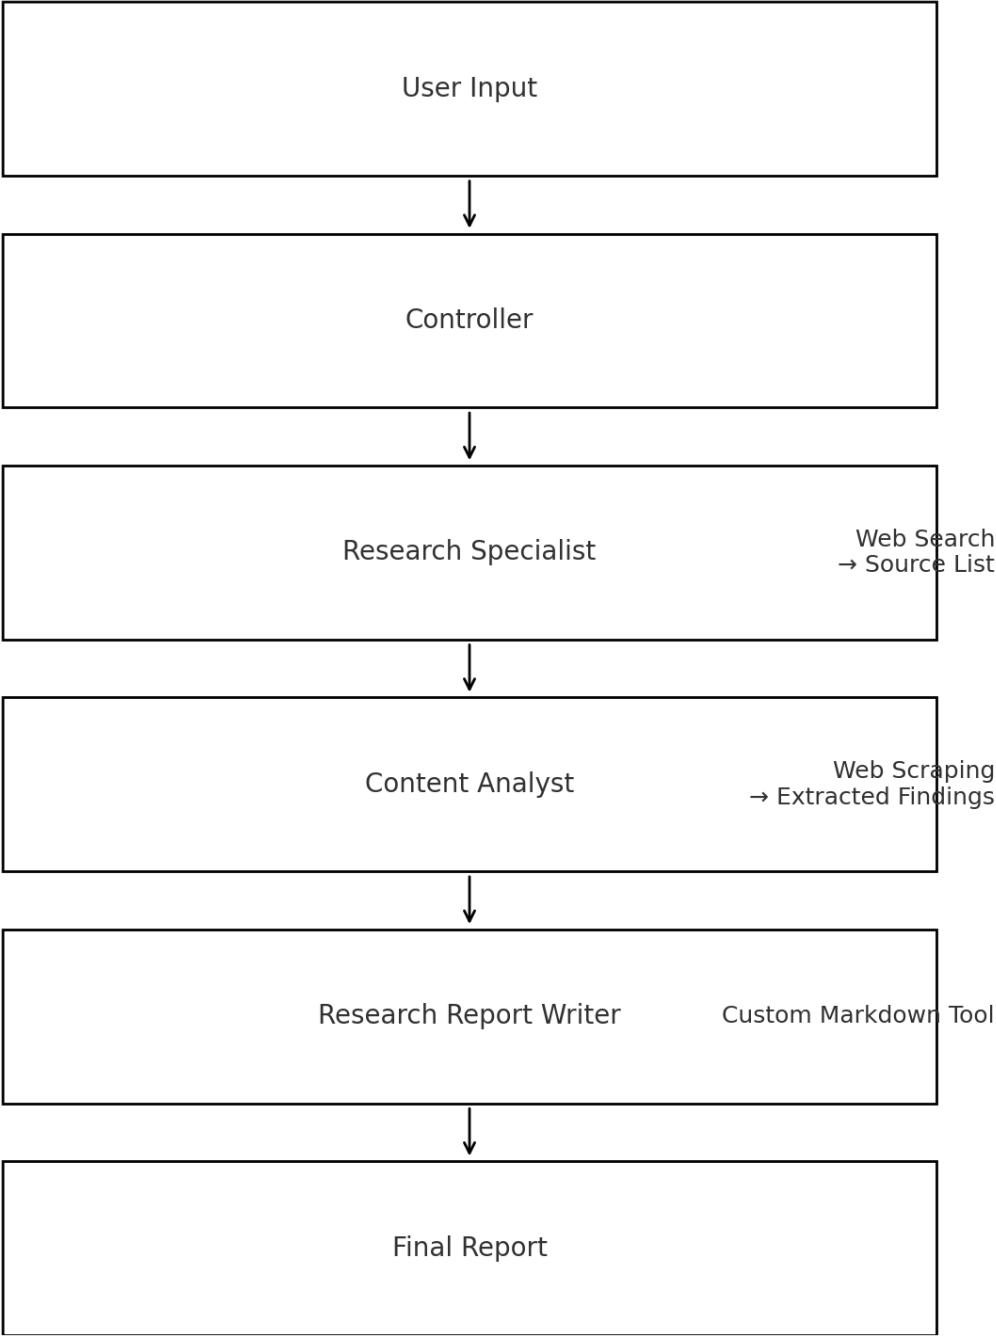 User Input
Controller
Research Specialist
Web Search
→ Source List
Content Analyst
Web Scraping
→ Extracted Findings
Research Report Writer
Custom Markdown Tool
Final Report